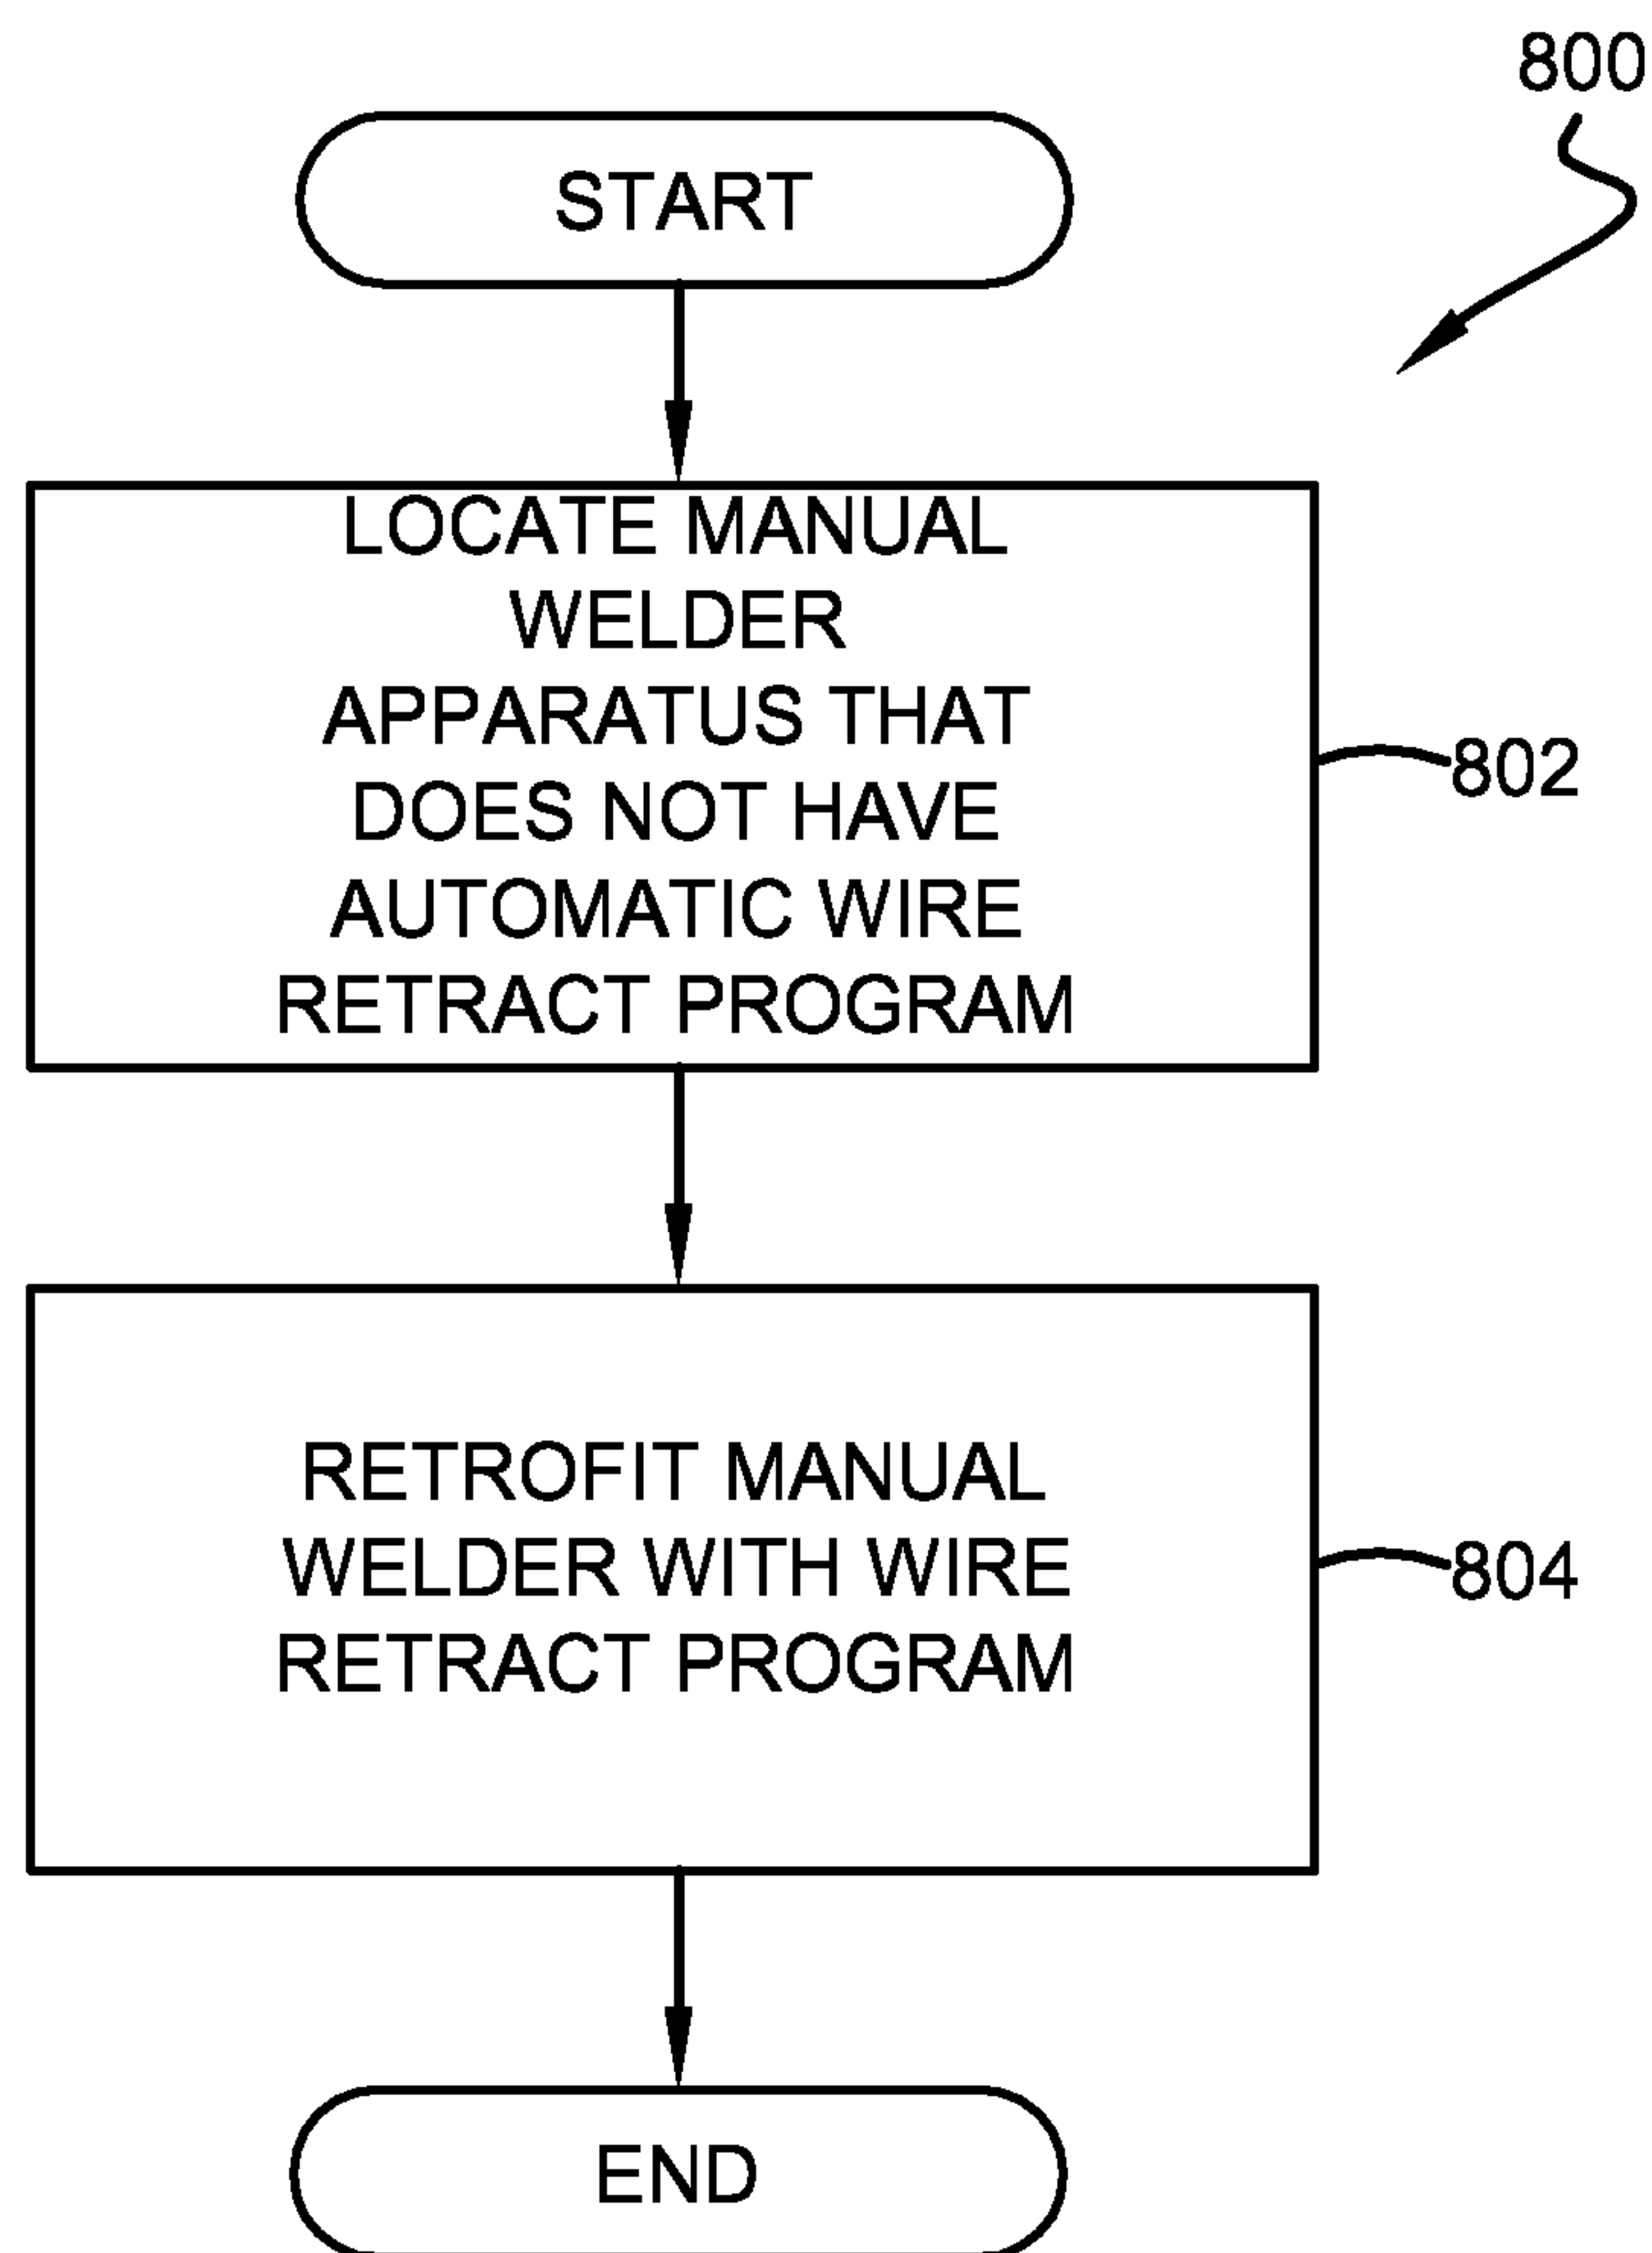 800
START
LOCATE MANUAL
WELDER
APPARATUS THAT
DOES NOT HAVE
AUTOMATIC WIRE
RETRACT PROGRAM
802
RETROFIT MANUAL
WELDER WITH WIRE
RETRACT PROGRAM
804
END